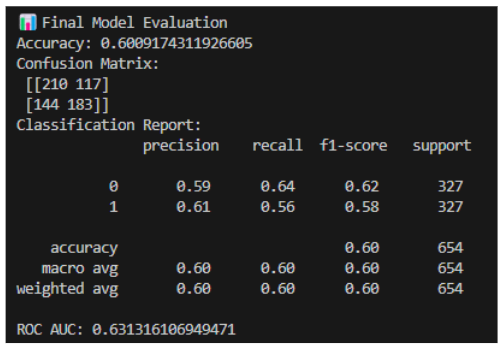 📊 Final Model Evaluation
Accuracy: 0.6009174311926605
Confusion Matrix:
[[210 117]
[144 183]]
Classification Report:
precision recall f1-score support
0 0.59 0.64 0.62 327
1 0.61 0.56 0.58 327
accuracy 0.60 654
macro avg 0.60 0.60 0.60 654
weighted avg 0.60 0.60 0.60 654
ROC AUC: 0.631316106949471